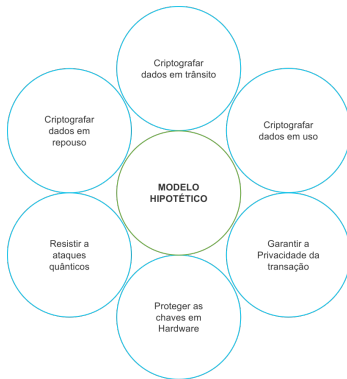 Criptografar
dados em trânsito
Criptografar
dados em
repouso
Criptografar
dados em uso
MODELO
HIPOTÉTICO
Resistir a
ataques
quânticos
Garantir a
Privacidade da
transação
Proteger as
chaves em
Hardware